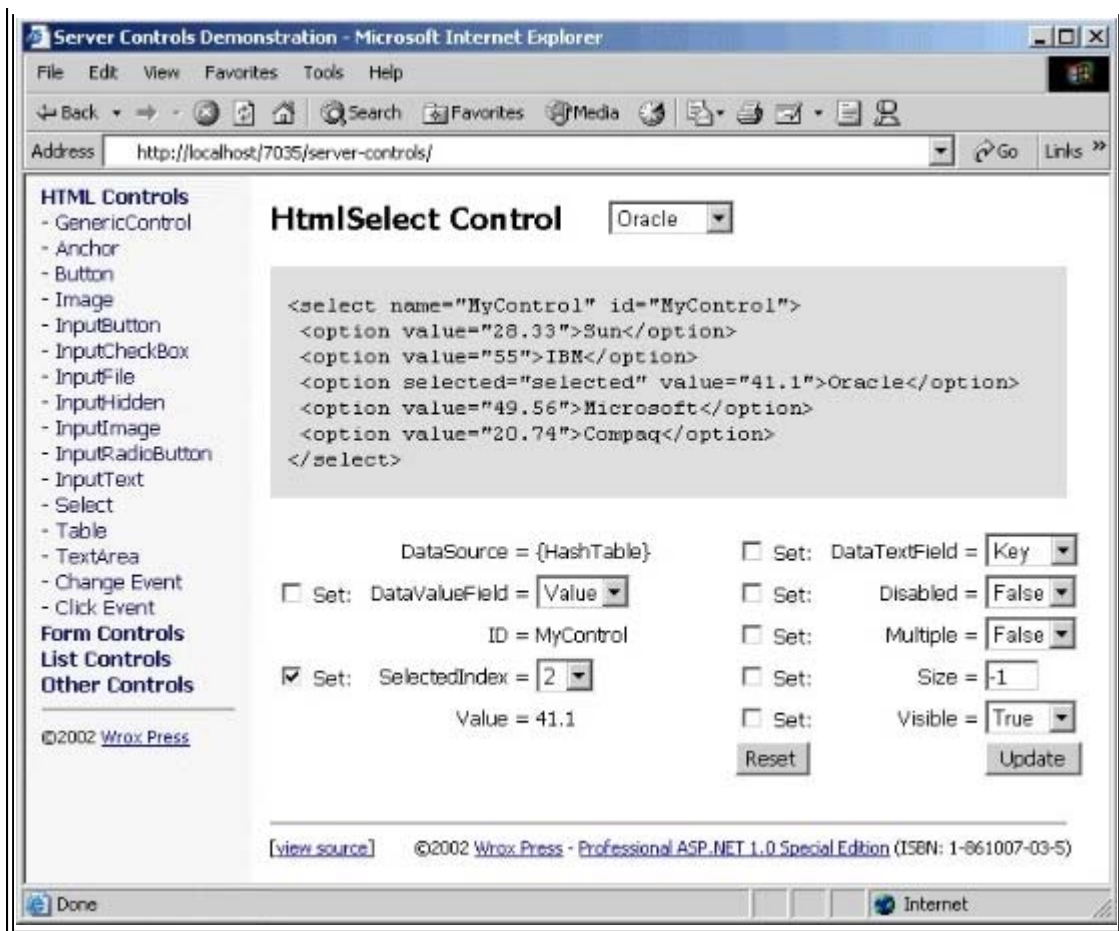 Server Controls Demonstration - Microsoft Internet Explorer
File Edit View Favorites Tools Help
Back Search Favorites Media
Address http://localhost/7035/server-controls/ Go Links »
HTML Controls
- GenericControl
- Anchor
- Button
- Image
- InputButton
- InputCheckBox
- InputFile
- InputHidden
- InputImage
- InputRadioButton
- InputText
- Select
- Table
- TextArea
- Change Event
- Click Event
Form Controls
List Controls
Other Controls
©2002 Wrox Press
HtmlSelect Control Oracle
<select name="MyControl" id="MyControl">
<option value="28.33">Sun</option>
<option value="55">IBM</option>
<option selected="selected" value="41.1">Oracle</option>
<option value="49.56">Microsoft</option>
<option value="20.74">Compaq</option>
</select>
DataSource = {HashTable} Set: DataTextField = Key
Set: DataValueField = Value Set: Disabled = False
ID = MyControl Set: Multiple = False
Set: SelectedIndex = 2 Set: Size = -1
Value = 41.1 Set: Visible = True
Reset Update
[view source] ©2002 Wrox Press - Professional ASP.NET 1.0 Special Edition (ISBN: 1-861007-03-5)
Done Internet